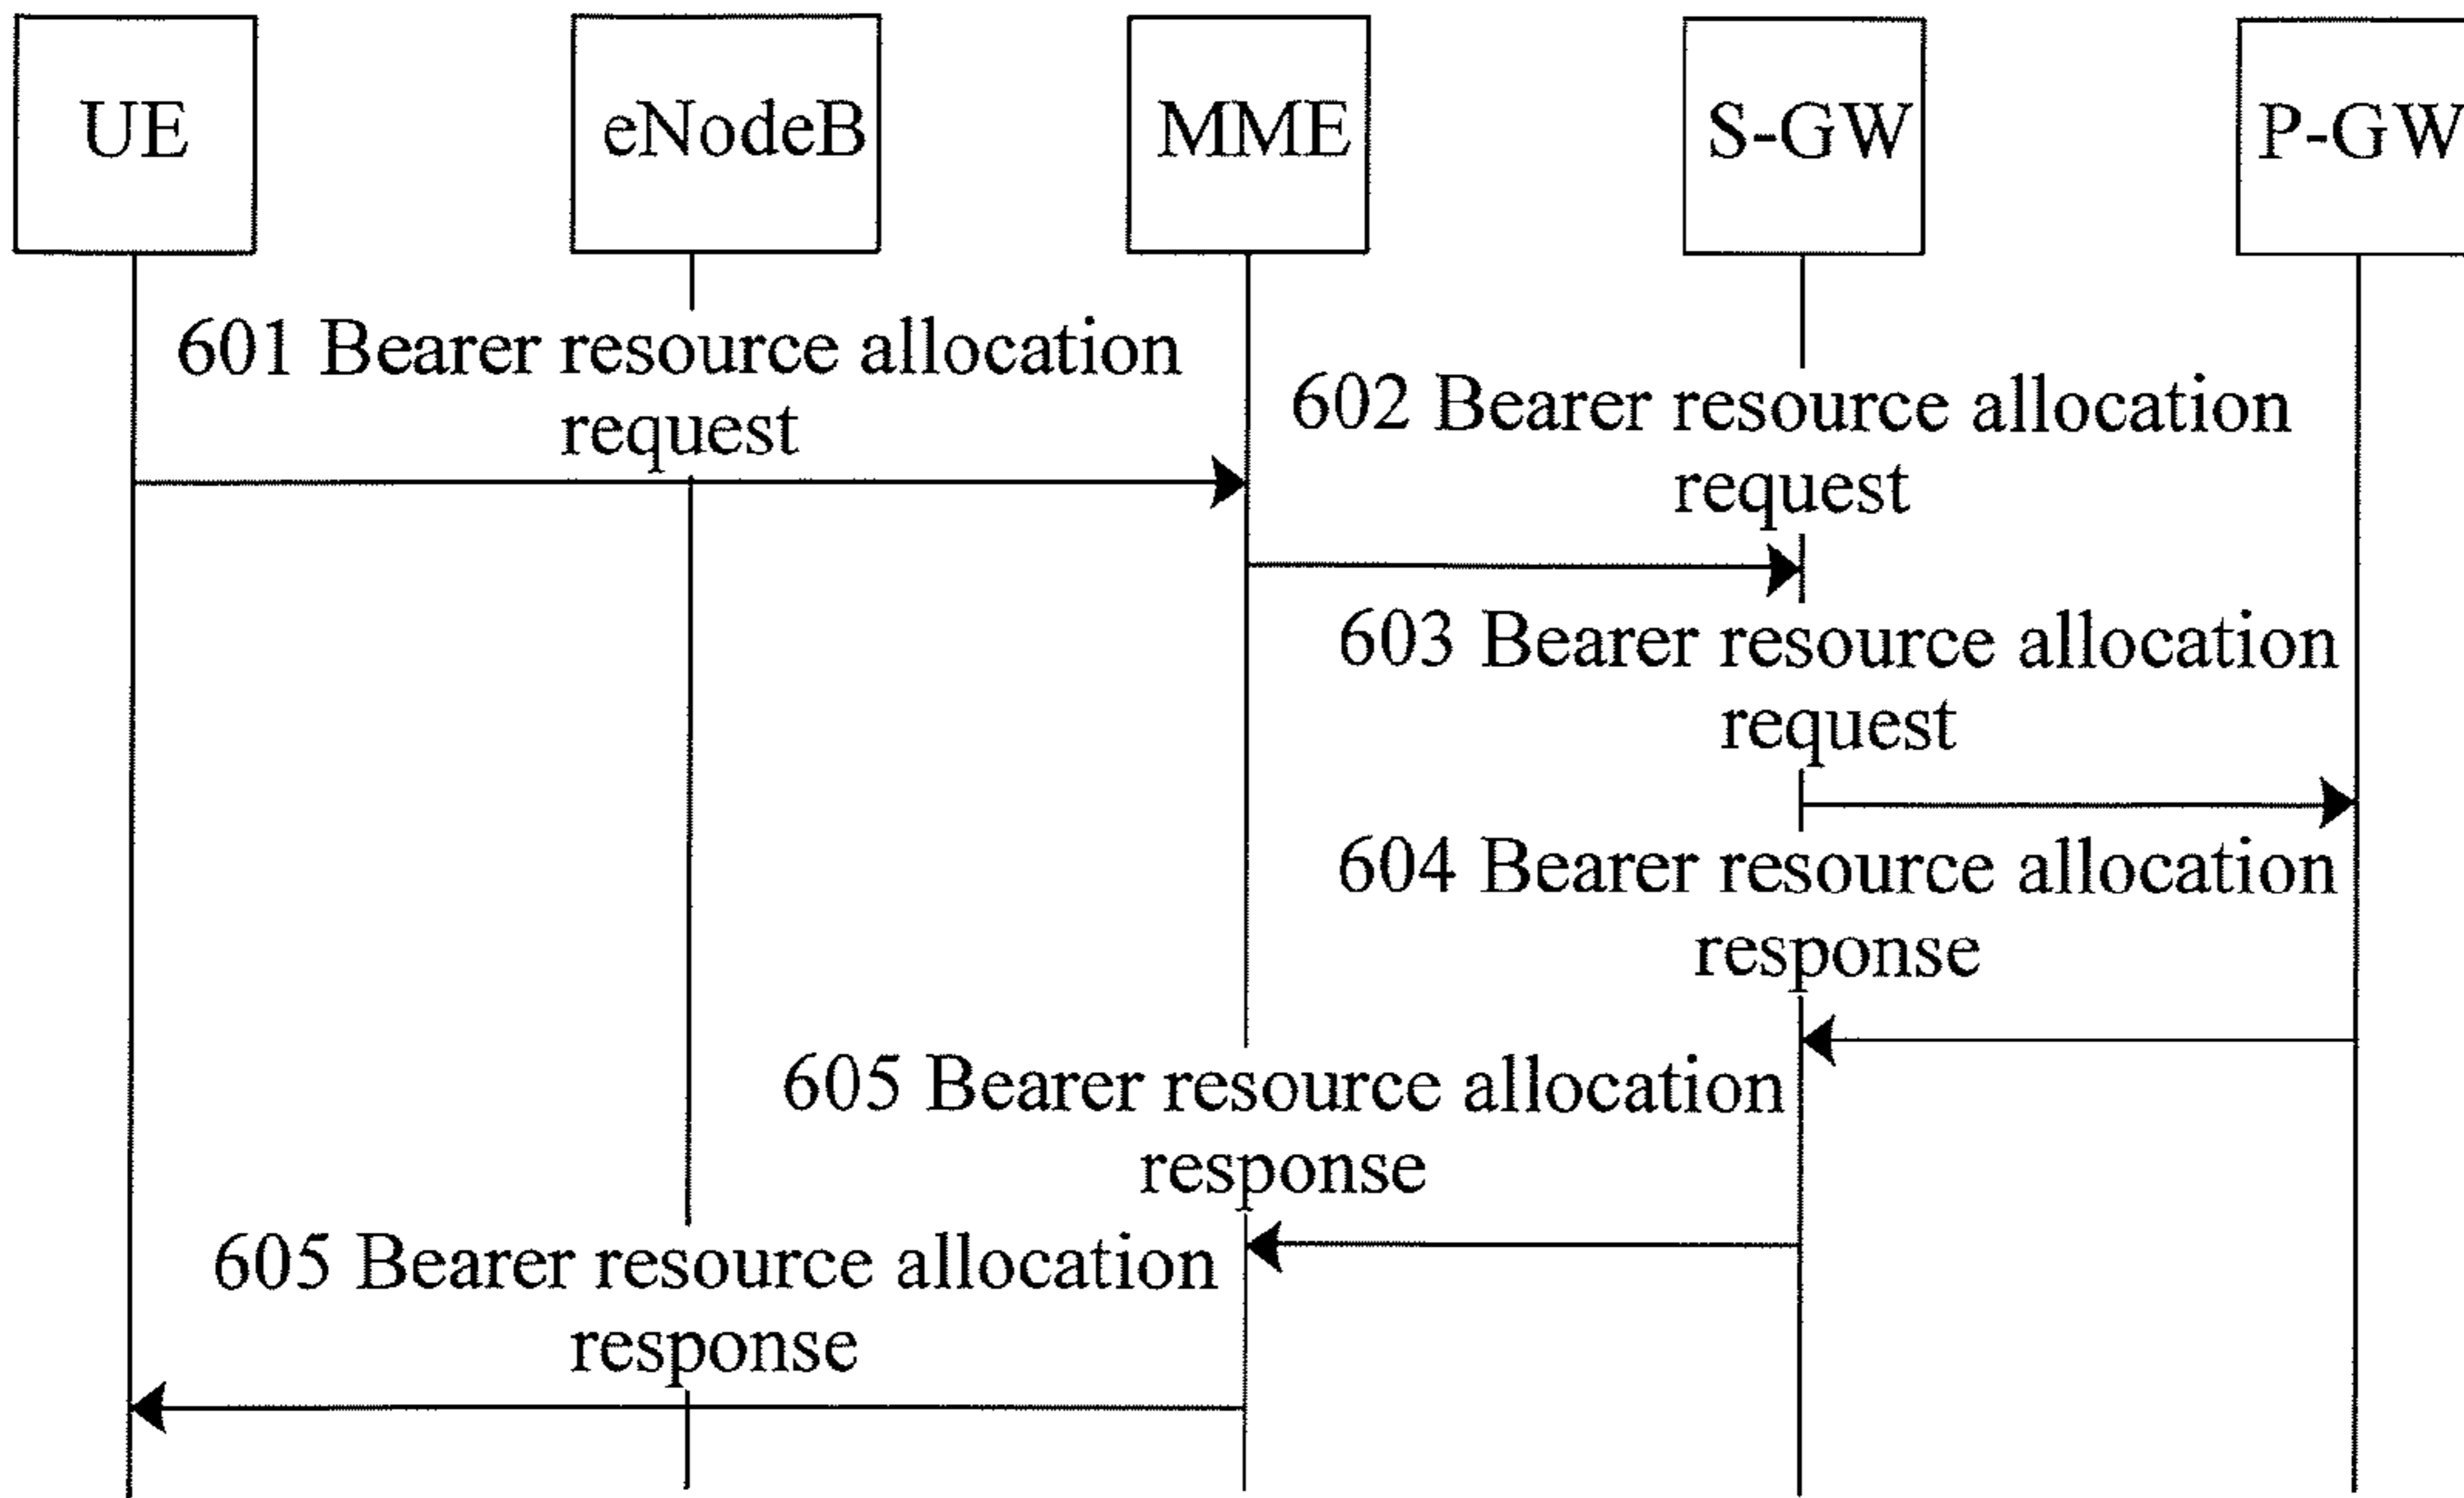 UE
eNodeB
MME
S-GW
P-GW
601 Bearer resource allocation
request
602 Bearer resource allocation
request
603 Bearer resource allocation
request
604 Bearer resource allocation
response
605 Bearer resource allocation
response
605 Bearer resource allocation
response